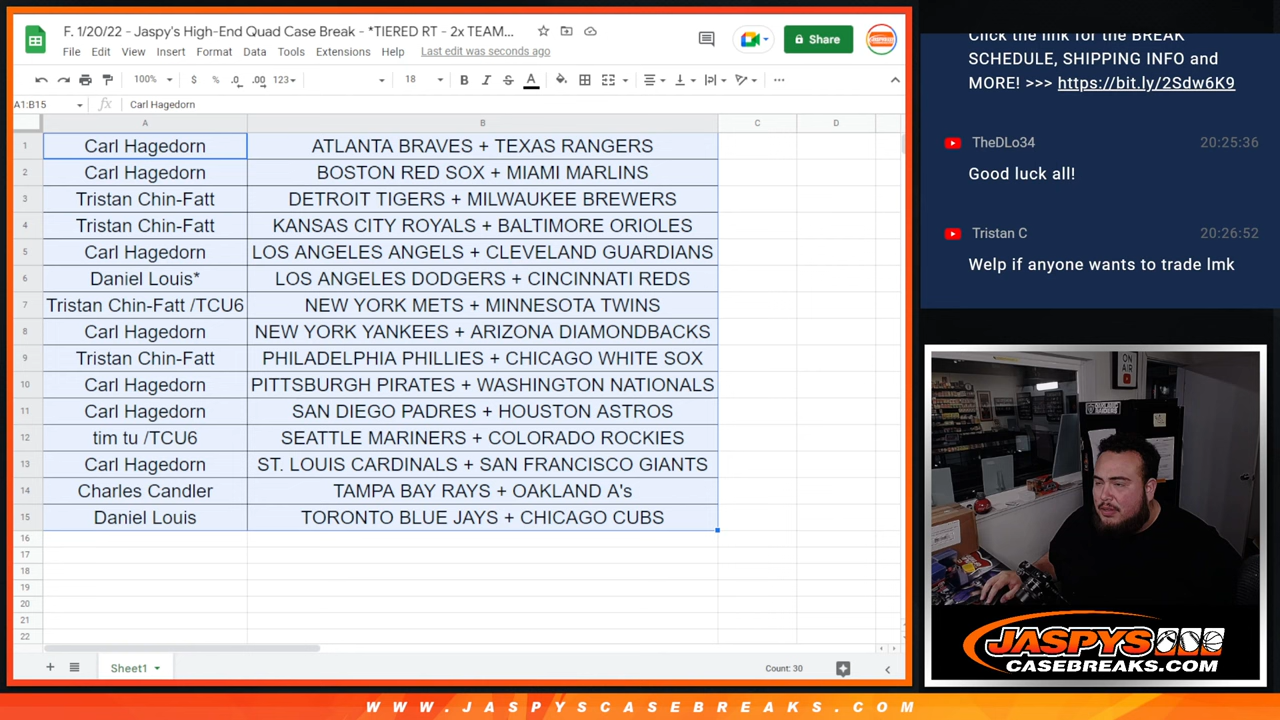 F. 1/20/22 - Jaspy's High-End Quad Case Break - *TIERED RT - 2x TEAM...
Share
File Edit View Insert Format Data Tools Extensions Help Last edit was seconds ago
100% $ % .0 .00 123 18 B I S A
A1:B15 fx Carl Hagedorn
A B C D
1 Carl Hagedorn ATLANTA BRAVES + TEXAS RANGERS
2 Carl Hagedorn BOSTON RED SOX + MIAMI MARLINS
3 Tristan Chin-Fatt DETROIT TIGERS + MILWAUKEE BREWERS
4 Tristan Chin-Fatt KANSAS CITY ROYALS + BALTIMORE ORIOLES
5 Carl Hagedorn LOS ANGELES ANGELS + CLEVELAND GUARDIANS
6 Daniel Louis* LOS ANGELES DODGERS + CINCINNATI REDS
7 Tristan Chin-Fatt /TCU6 NEW YORK METS + MINNESOTA TWINS
8 Carl Hagedorn NEW YORK YANKEES + ARIZONA DIAMONDBACKS
9 Tristan Chin-Fatt PHILADELPHIA PHILLIES + CHICAGO WHITE SOX
10 Carl Hagedorn PITTSBURGH PIRATES + WASHINGTON NATIONALS
11 Carl Hagedorn SAN DIEGO PADRES + HOUSTON ASTROS
12 tim tu /TCU6 SEATTLE MARINERS + COLORADO ROCKIES
13 Carl Hagedorn ST. LOUIS CARDINALS + SAN FRANCISCO GIANTS
14 Charles Candler TAMPA BAY RAYS + OAKLAND A's
15 Daniel Louis TORONTO BLUE JAYS + CHICAGO CUBS
16
17
18
19
20
21
22
Sheet1
Count: 30
Click the link for the BREAK
SCHEDULE, SHIPPING INFO and
MORE! >>> https://bit.ly/2Sdw6K9
TheDLo34 20:25:36
Good luck all!
Tristan C 20:26:52
Welp if anyone wants to trade lmk
ON
AIR
JASPYS
CASEBREAKS.COM
WWW.JASPYSCASEBREAKS.COM